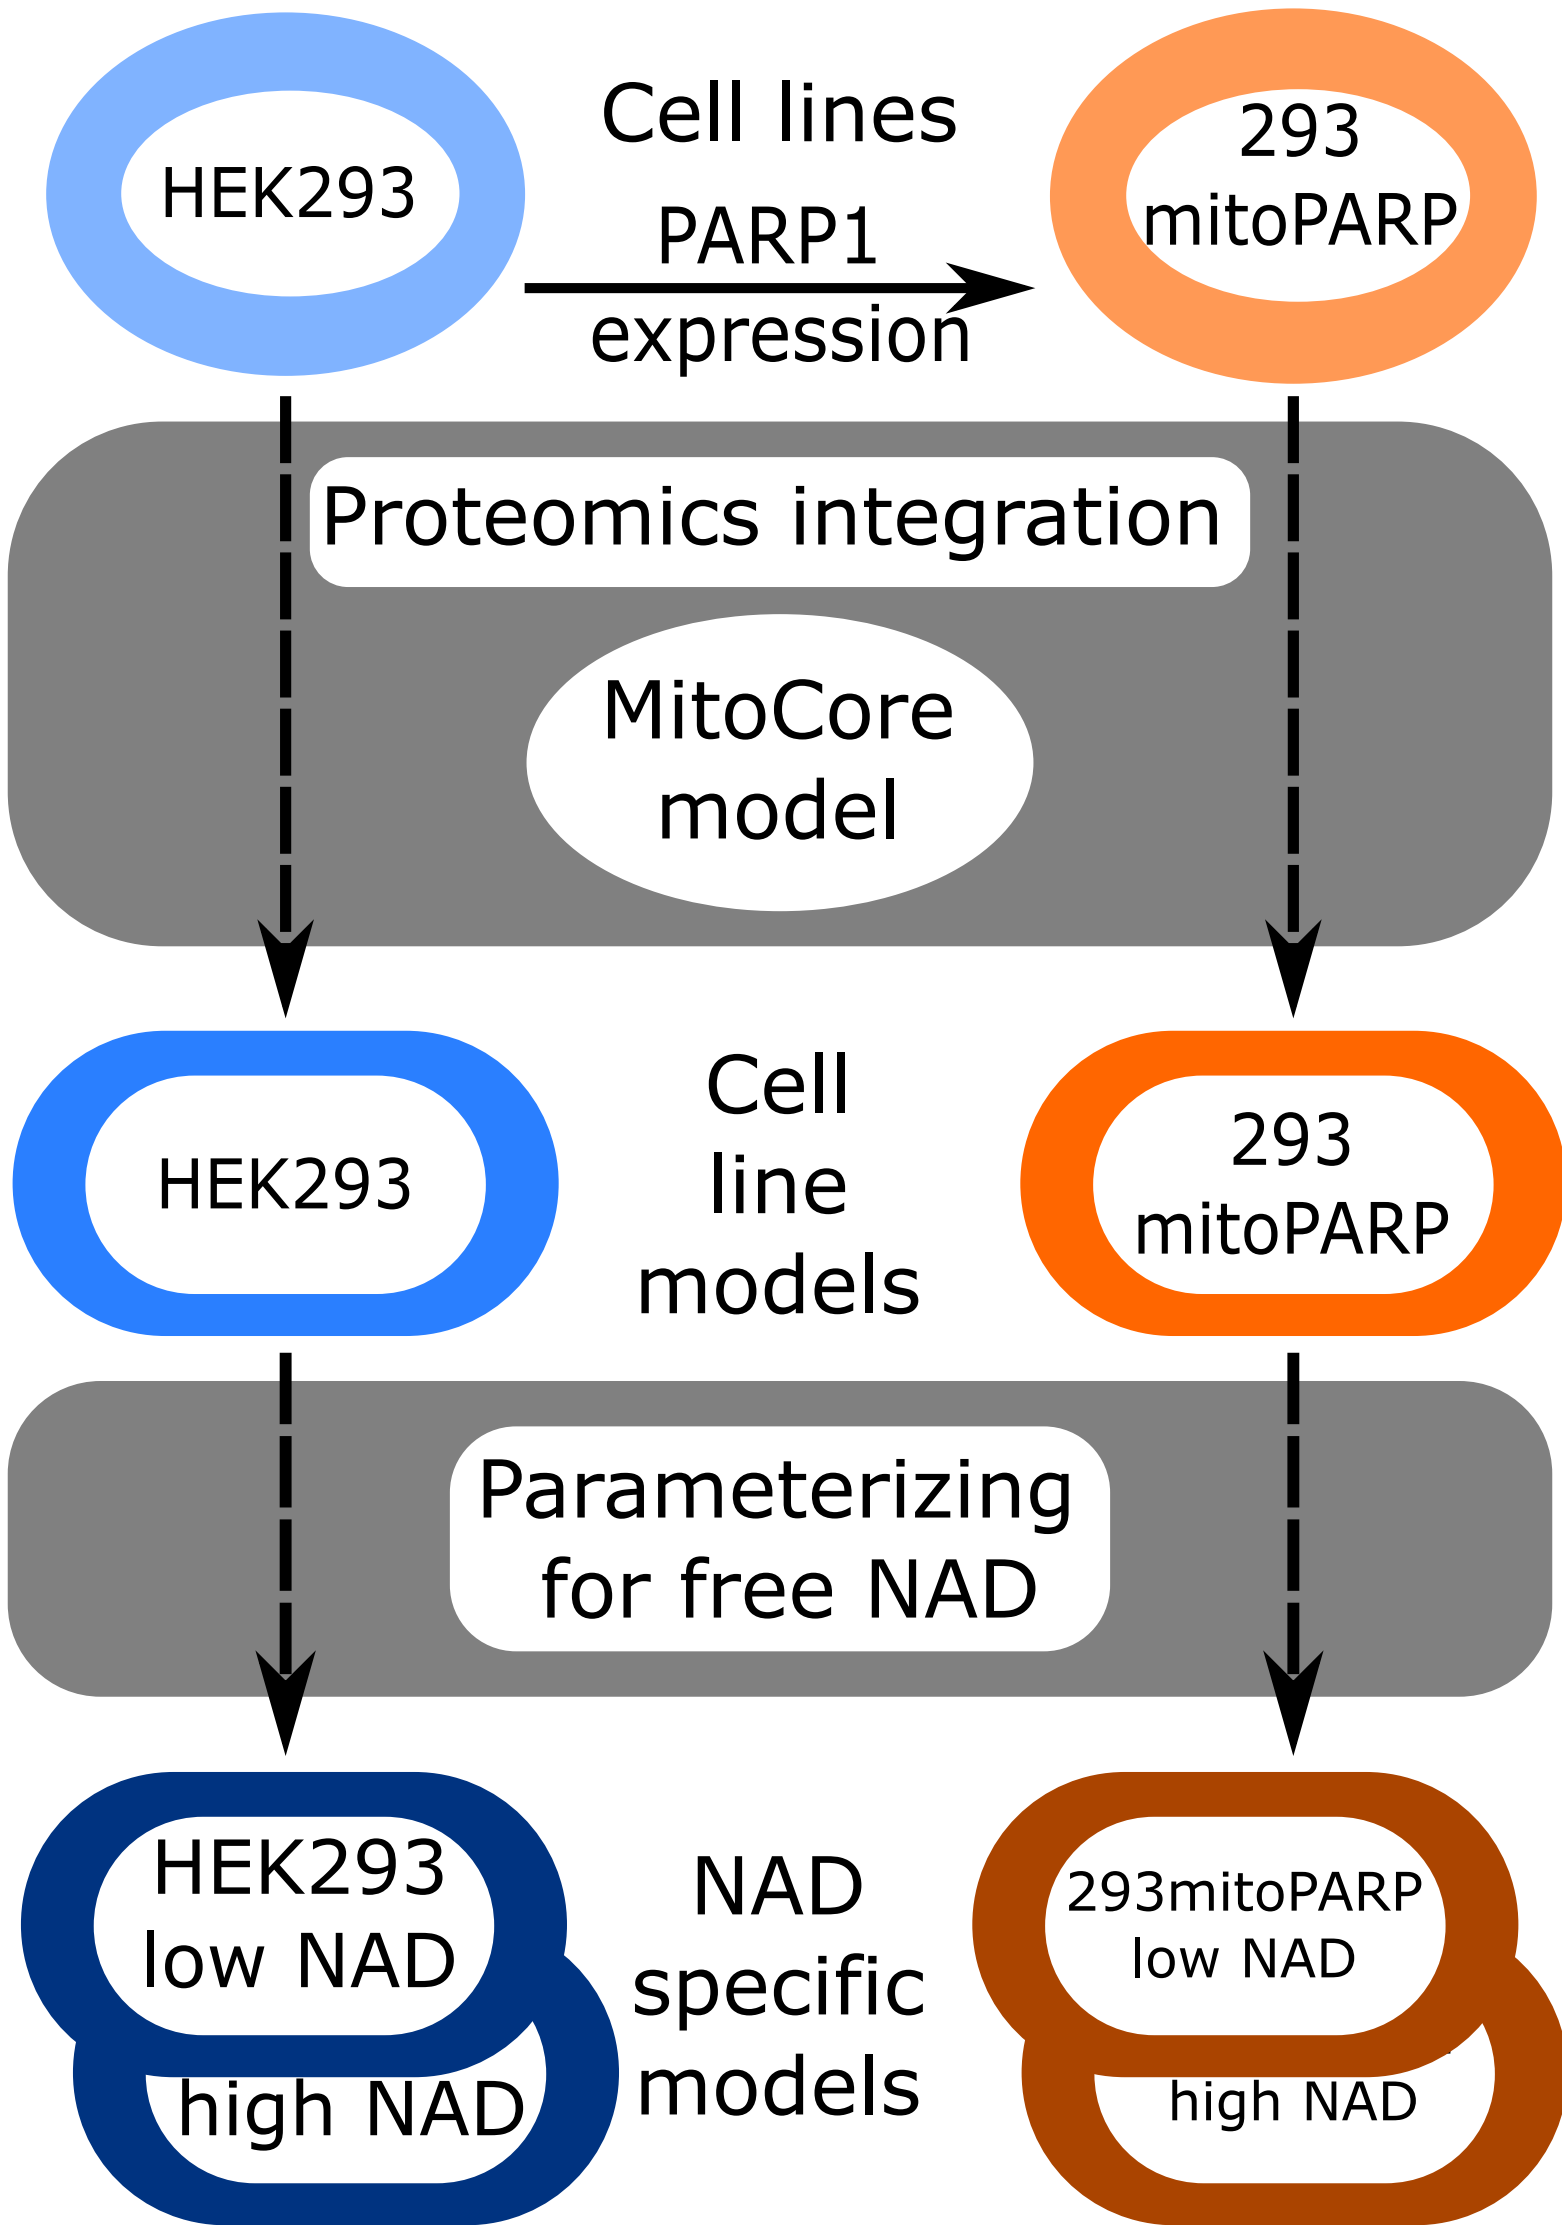 HEK293
Cell lines
PARP1
expression
293
mitoPARP
Proteomics integration
MitoCore
model
HEK293
Cell
line
models
293
mitoPARP
Parameterizing
for free NAD
HEK293
low NAD
high NAD
NAD
specific
models
293mitoPARP
low NAD
high NAD